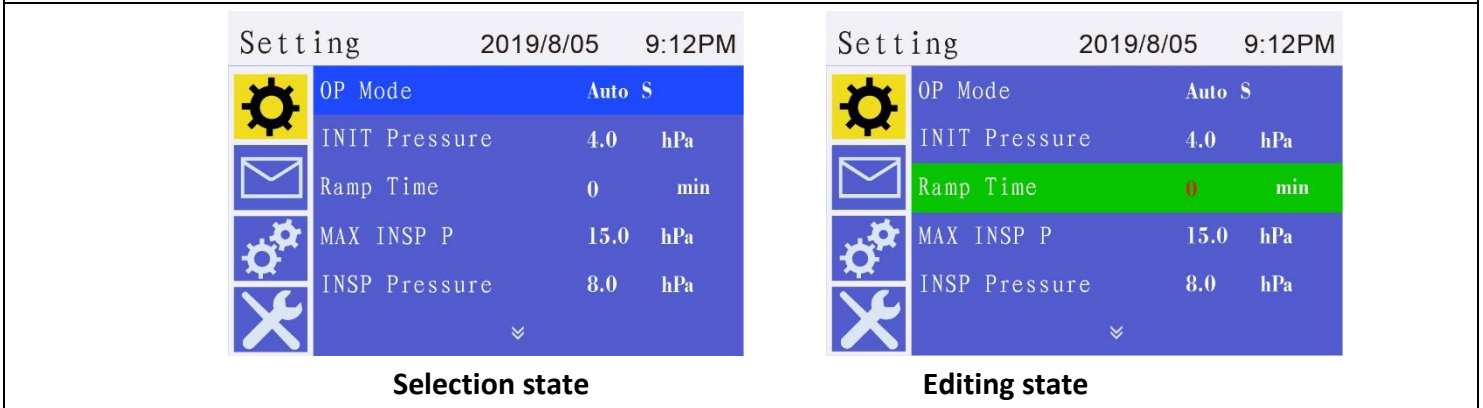 Setting 2019/8/05 9:12PM
OP Mode Auto S
INIT Pressure 4.0 hPa
Ramp Time 0 min
MAX INSP P 15.0 hPa
INSP Pressure 8.0 hPa
Selection state
Setting 2019/8/05 9:12PM
OP Mode Auto S
INIT Pressure 4.0 hPa
Ramp Time 0 min
MAX INSP P 15.0 hPa
INSP Pressure 8.0 hPa
Editing state